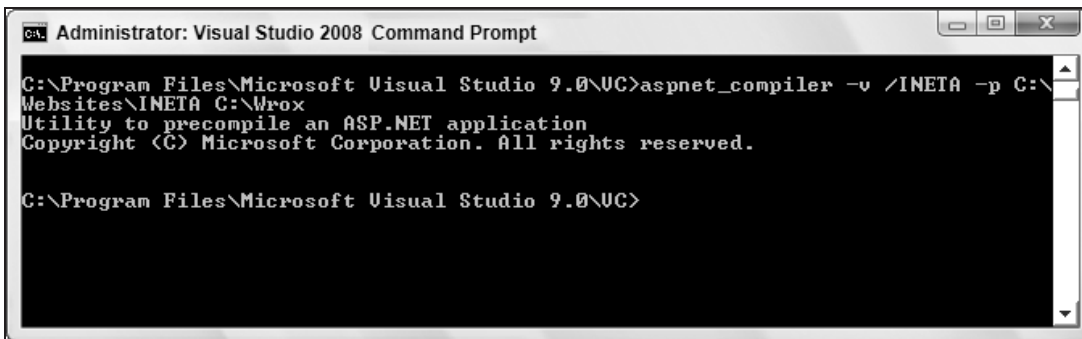 Administrator: Visual Studio 2008 Command Prompt
C:\Program Files\Microsoft Visual Studio 9.0\VC>aspnet_compiler -v /INETA -p C:\
Websites\INETA C:\Wrox
Utility to precompile an ASP.NET application
Copyright (C) Microsoft Corporation. All rights reserved.
C:\Program Files\Microsoft Visual Studio 9.0\VC>